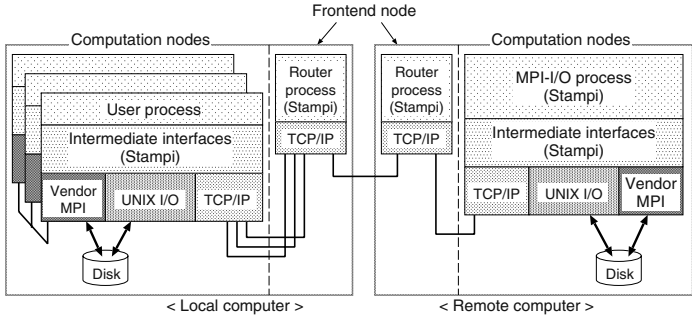 Frontend node
Computation nodes
User process
Intermediate interfaces
(Stampi)
Vendor
MPI
UNIX I/O
TCP/IP
Disk
Router
process
(Stampi)
TCP/IP
< Local computer >
Router
process
(Stampi)
TCP/IP
Computation nodes
MPI-I/O process
(Stampi)
Intermediate interfaces
(Stampi)
TCP/IP
UNIX I/O
Vendor
MPI
Disk
< Remote computer >